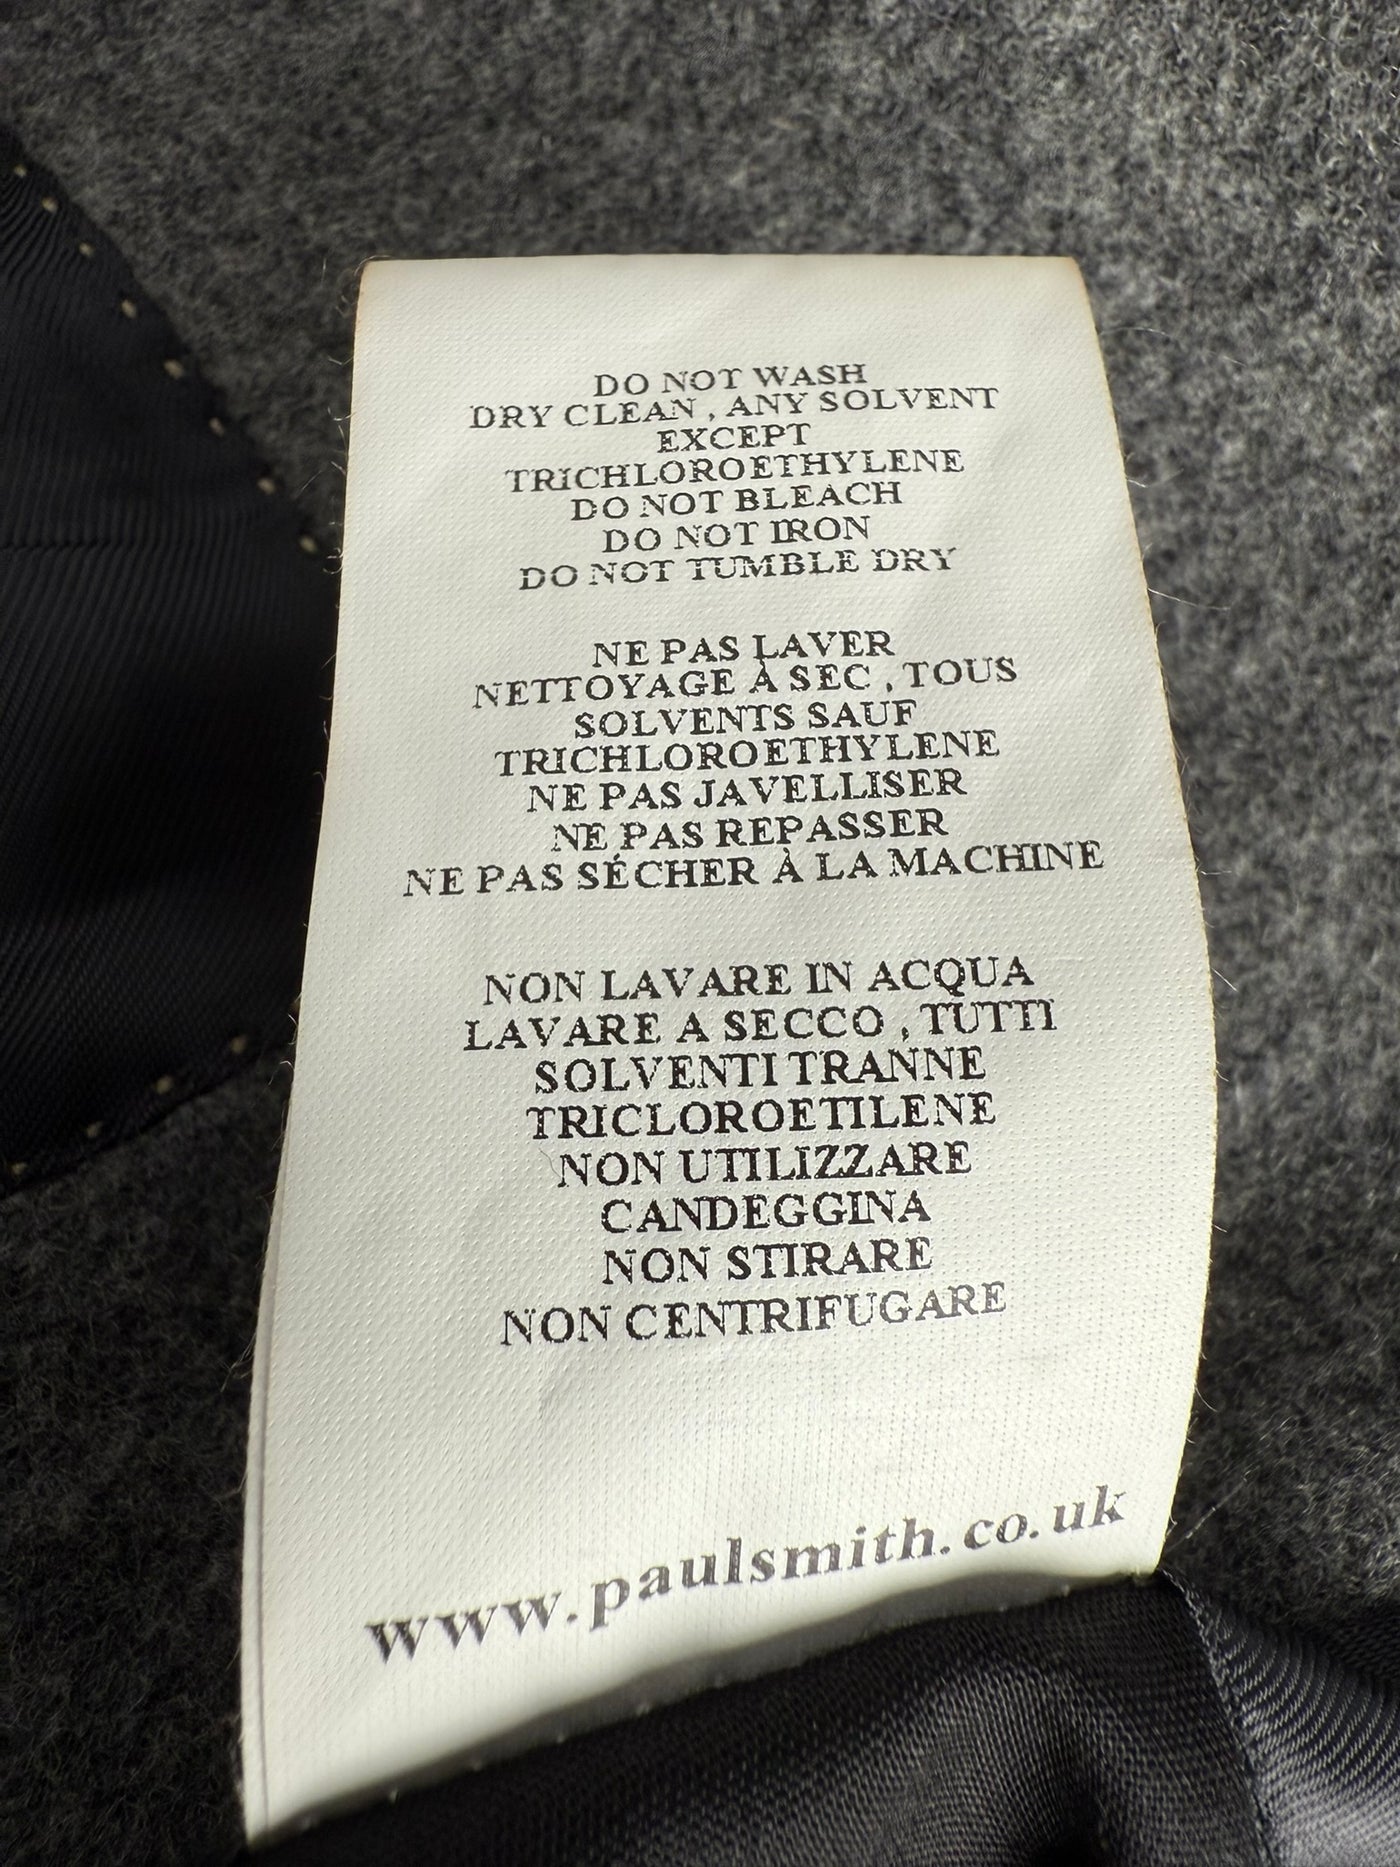 DO NOT WASH
DRY CLEAN , ANY SOLVENT
EXCEPT
TRICHLOROETHYLENE
DO NOT BLEACH
DO NOT IRON
DO NOT TUMBLE DRY
NE PAS LAVER
NETTOYAGE À SEC , TOUS
SOLVENTS SAUF
TRICHLOROETHYLENE
NE PAS JAVELLISER
NE PAS REPASSER
NE PAS SÉCHER À LA MACHINE
NON LAVARE IN ACQUA
LAVARE A SECCO , TUTTI
SOLVENTI TRANNE
TRICLOROETILENE
NON UTILIZZARE
CANDEGGINA
NON STIRARE
NON CENTRIFUGARE
www.paulsmith.co.uk